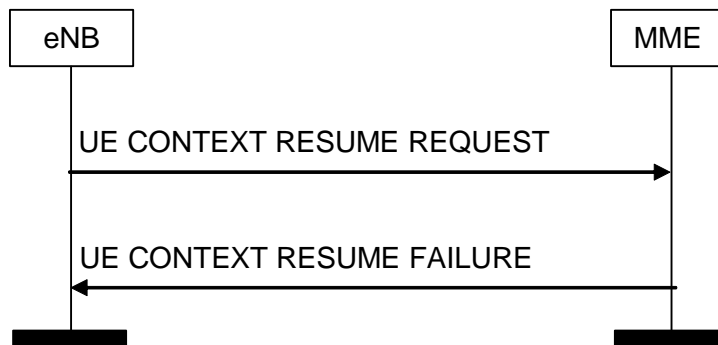 eNB
MME
UE CONTEXT RESUME REQUEST
UE CONTEXT RESUME FAILURE